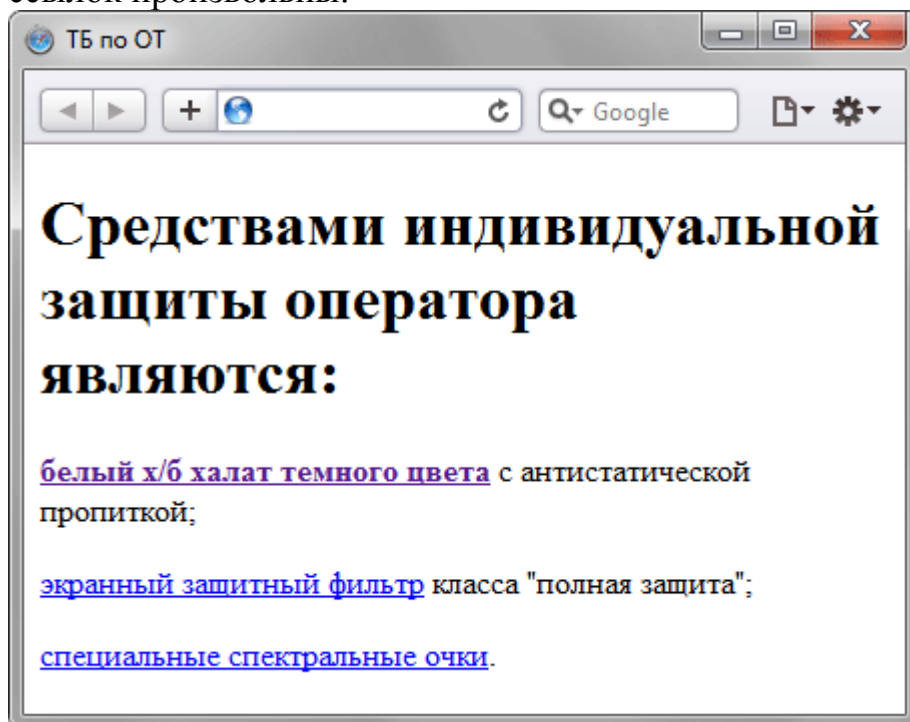 ссылок произвольны.
ТБ по ОТ
Google
Средствами индивидуальной
защиты оператора
являются:
белый х/б халат темного цвета с антистатической
пропиткой;
экранный защитный фильтр класса "полная защита";
специальные спектральные очки.